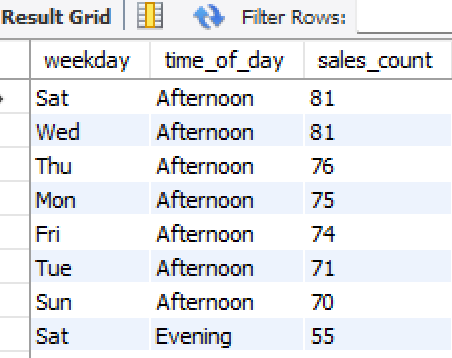 Result Grid Filter Rows:
weekday time_of_day sales_count
Sat Afternoon 81
Wed Afternoon 81
Thu Afternoon 76
Mon Afternoon 75
Fri Afternoon 74
Tue Afternoon 71
Sun Afternoon 70
Sat Evening 55